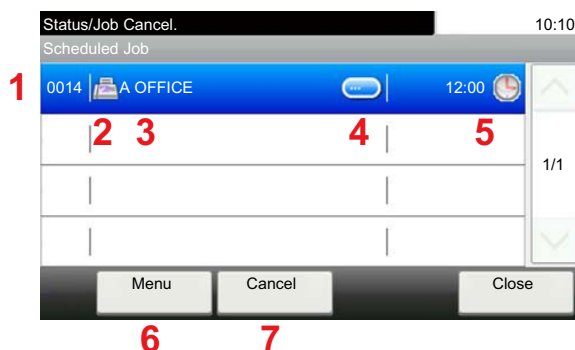 Status/Job Cancel. 10:10
Scheduled Job
1 0014 A OFFICE ... 12:00
2 3 4 5
1/1
Menu Cancel Close
6 7